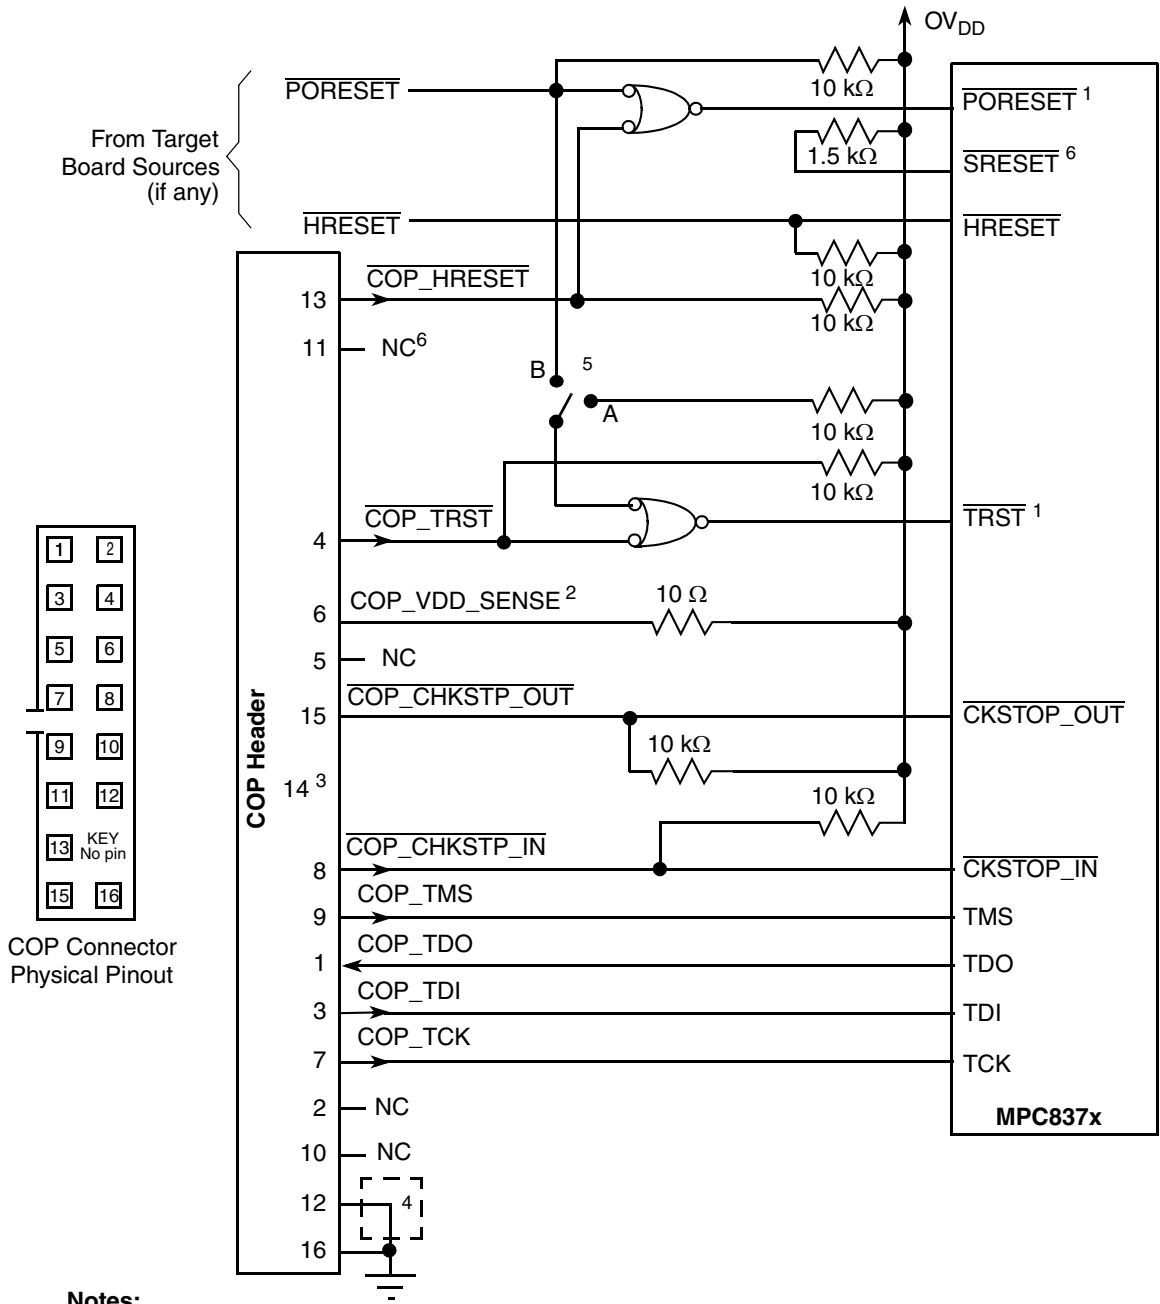 OVDD
PORESET
10 kΩ
PORESET 1
From Target
Board Sources
(if any)
1.5 kΩ
SRESET 6
HRESET
HRESET
10 kΩ
COP_HRESET
13
10 kΩ
11
NC6
B
5
A
10 kΩ
10 kΩ
COP_TRST
4
TRST 1
COP_VDD_SENSE 2
10 Ω
6
5
NC
COP_CHKSTP_OUT
15
CKSTOP_OUT
10 kΩ
14 3
10 kΩ
COP_CHKSTP_IN
8
CKSTOP_IN
COP_TMS
9
TMS
COP_TDO
1
TDO
COP_TDI
3
TDI
COP_TCK
7
TCK
2
NC
10
NC
12
4
16
COP Header
MPC837x
1 2
3 4
5 6
7 8
9 10
11 12
13 KEY
No pin
15 16
COP Connector
Physical Pinout
Notes: